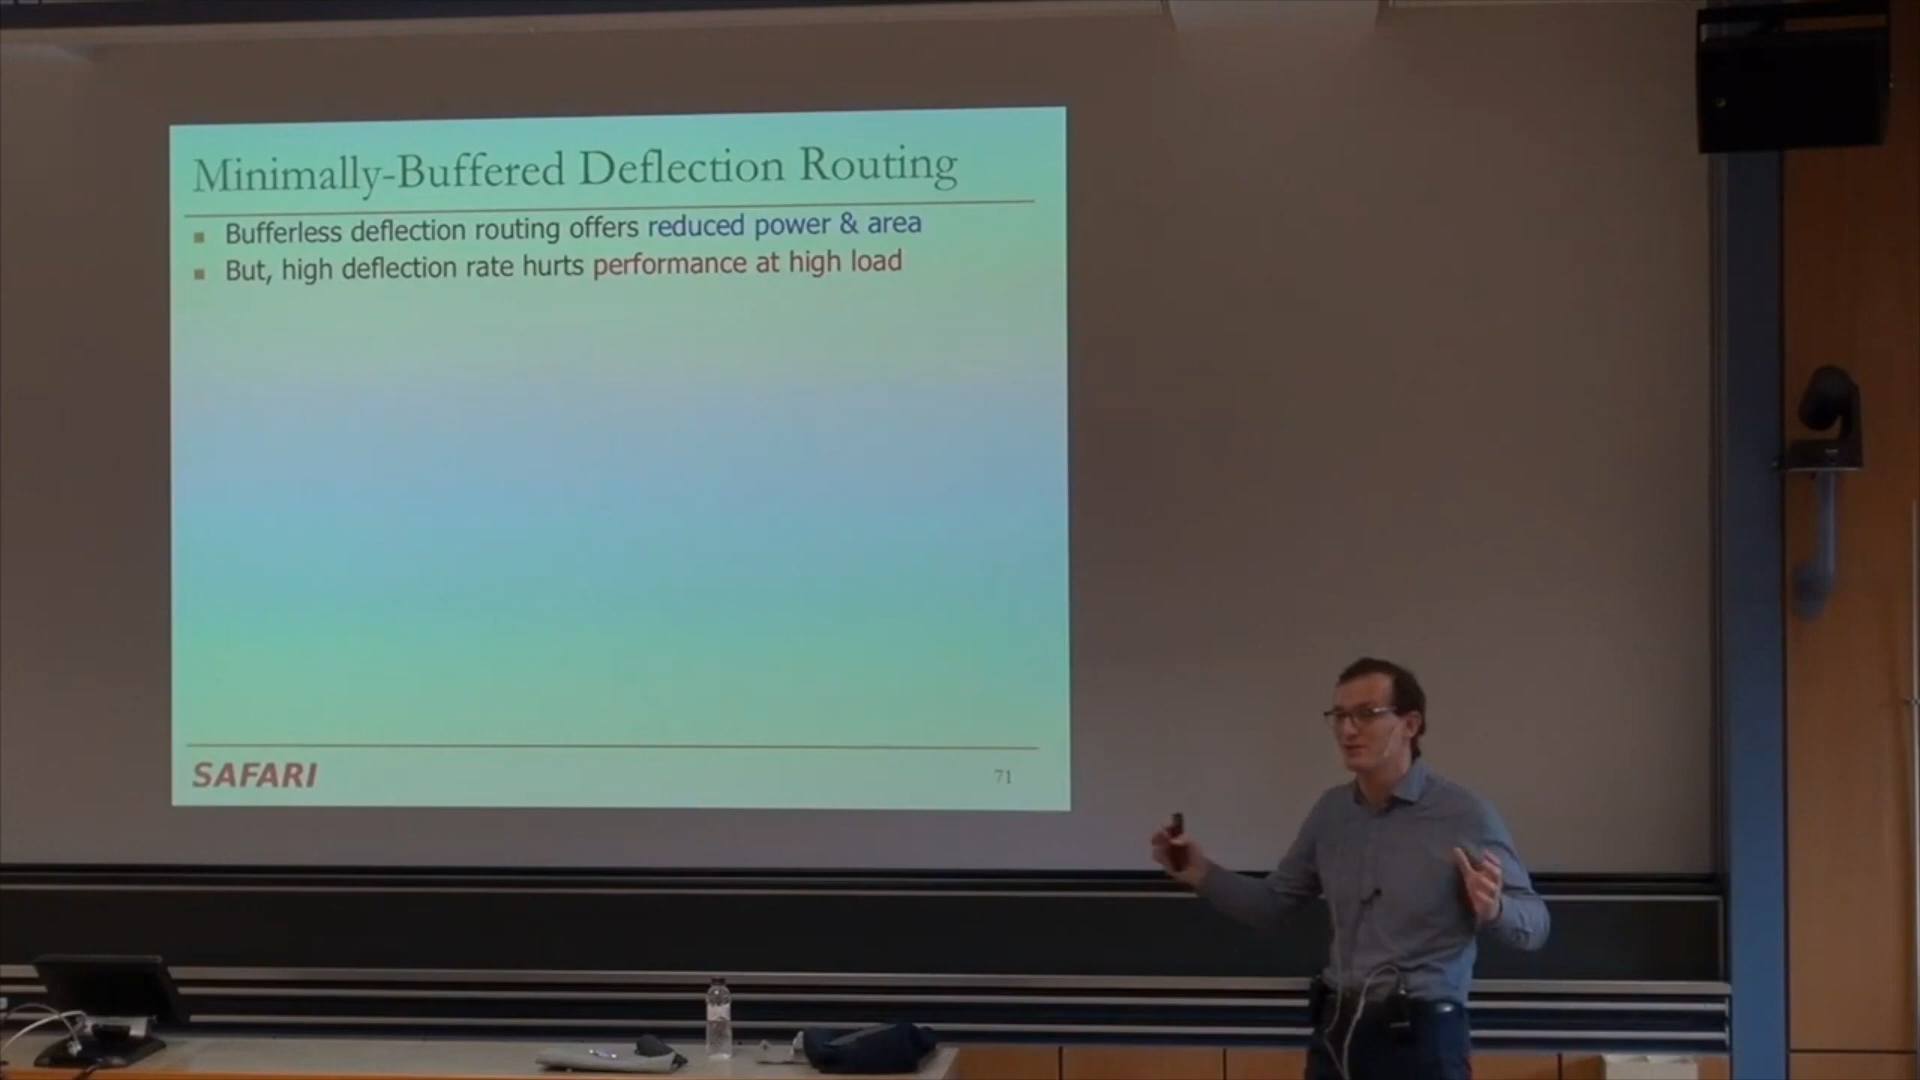 Minimally-Buffered Deflection Routing
Bufferless deflection routing offers reduced power & area
But, high deflection rate hurts performance at high load
SAFARI
71